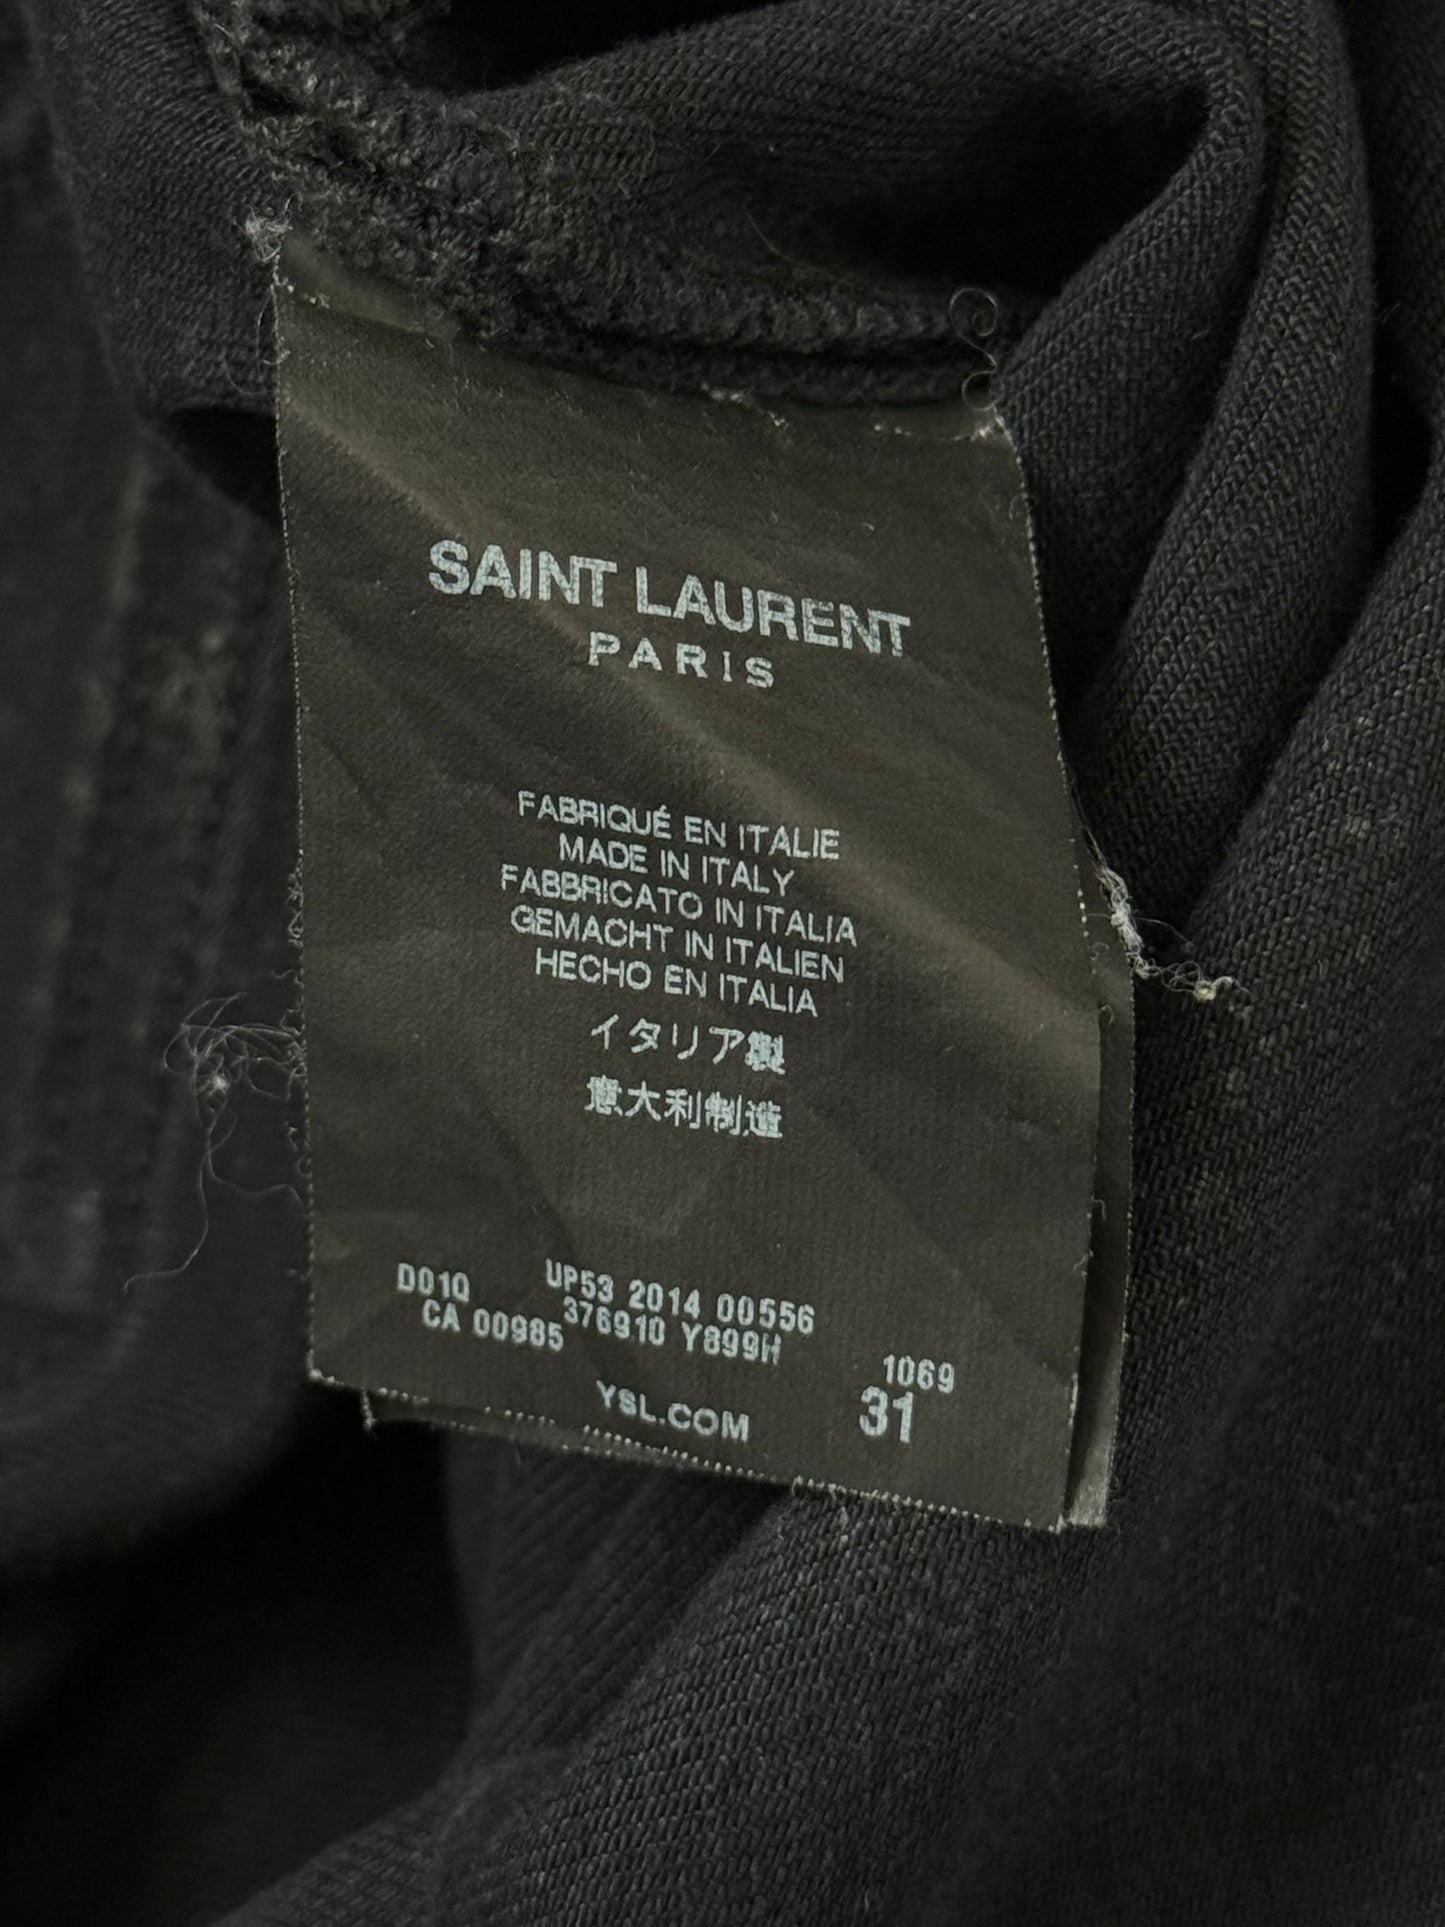 SAINT LAURENT
PARIS
FABRIQUÉ EN ITALIE
MADE IN ITALY
FABBRICATO IN ITALIA
GEMACHT IN ITALIEN
HECHO EN ITALIA
イタリア製
意大利制造
D01Q UP53 2014 00556
CA 00985 376910 Y899H
1069
YSL.COM 31